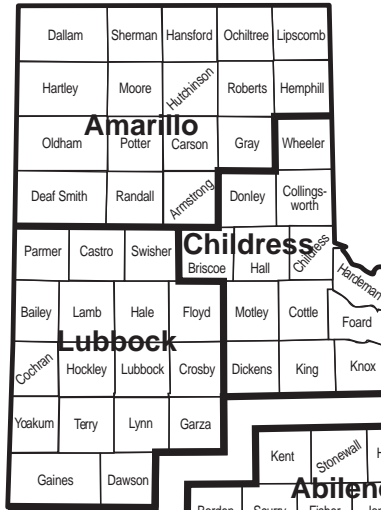 Dallam Sherman Hansford Ochiltree Lipscomb
Hartley Moore Hutchinson Roberts Hemphill
Amarillo
Oldham Potter Carson Gray Wheeler
Deaf Smith Randall Armstrong Donley Collings-
worth
Parmer Castro Swisher Childress Childress
Briscoe Hall Hardeman
Bailey Lamb Hale Floyd Motley Cottle Foard
Lubbock
Cochran Hockley Lubbock Crosby Dickens King Knox
Yoakum Terry Lynn Garza
Kent Stonewall
Gaines Dawson
Abilene
Borden Scurry Fisher